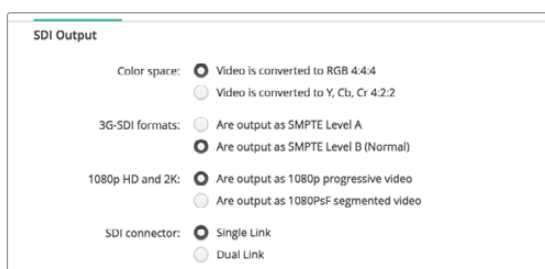 SDI Output
Color space: Video is converted to RGB 4:4:4
Video is converted to Y, Cb, Cr 4:2:2
3G-SDI formats: Are output as SMPTE Level A
Are output as SMPTE Level B (Normal)
1080p HD and 2K: Are output as 1080p progressive video
Are output as 1080PsF segmented video
SDI connector: Single Link
Dual Link